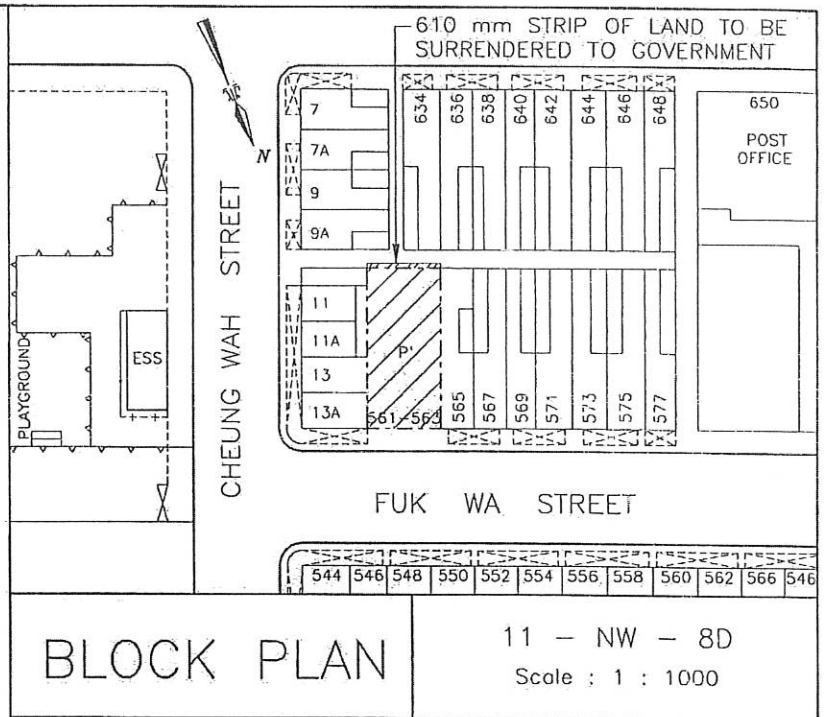 610 mm STRIP OF LAND TO BE
SURRENDERED TO GOVERNMENT
N
7
7A
9
9A
634
636
638
640
642
644
646
648
650
POST
OFFICE
CHEUNG WAH STREET
PLAYGROUND
ESS
11
11A
13
13A
P'
561-563
565
567
569
571
573
575
577
FUK WA STREET
544 546 548 550 552 554 556 558 560 562 566 546
BLOCK PLAN
11 - NW - 8D
Scale : 1 : 1000